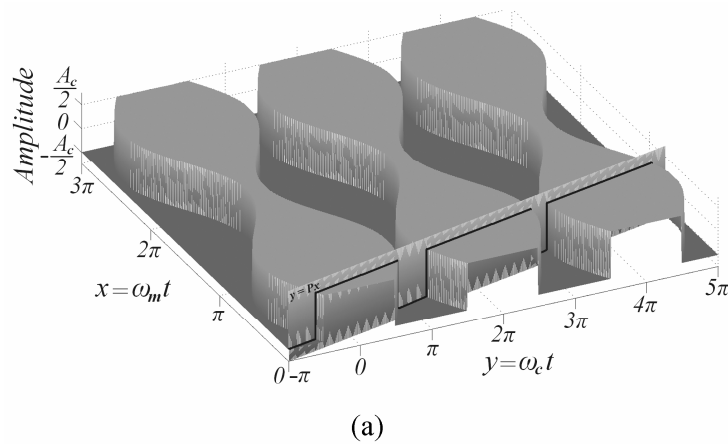 Amplitude
A_c/2
0
-A_c/2
3π
2π
π
0
x=ω_m t
y = Px
-π
0
π
2π
3π
4π
5π
y=ω_c t
(a)